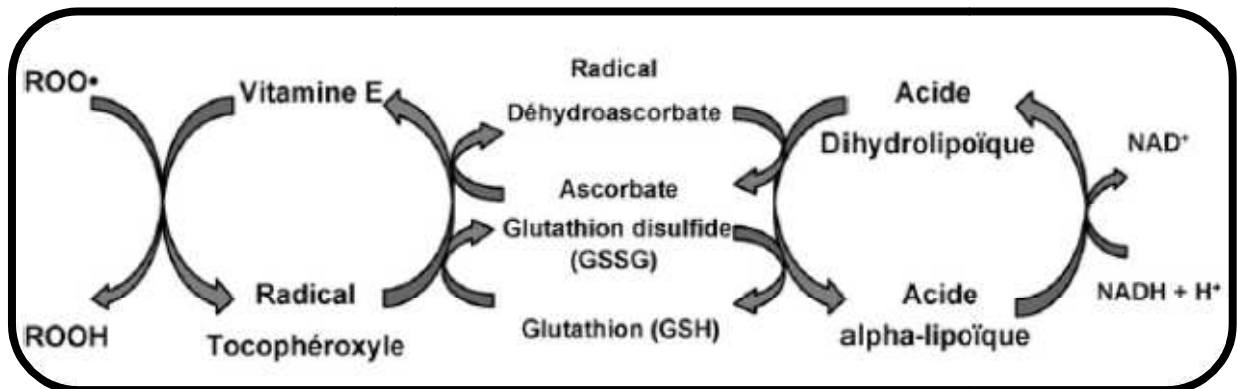 ROO•
Vitamine E
Radical
Déhydroascorbate
Acide
Dihydrolipoïque
NAD⁺
Ascorbate
Glutathion disulfide
(GSSG)
ROOH
Radical
Tocophéroxyle
Glutathion (GSH)
Acide
alpha-lipoïque
NADH + H⁺